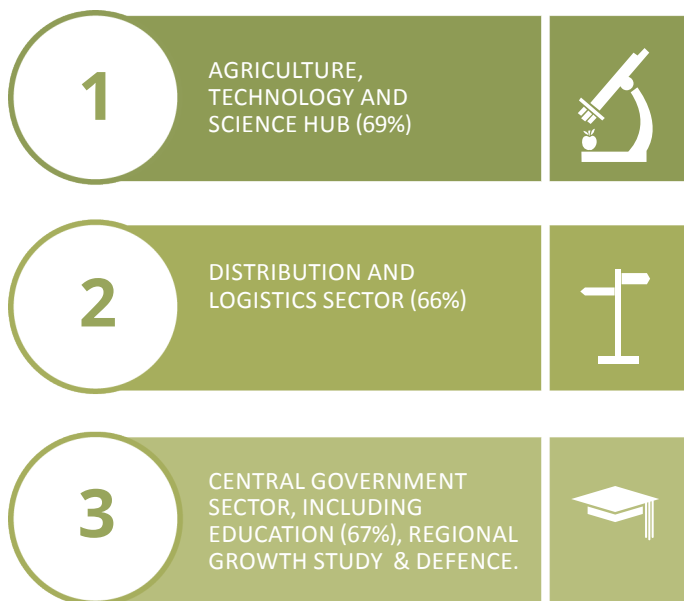 1
AGRICULTURE,
TECHNOLOGY AND
SCIENCE HUB (69%)
2
DISTRIBUTION AND
LOGISTICS SECTOR (66%)
3
CENTRAL GOVERNMENT
SECTOR, INCLUDING
EDUCATION (67%), REGIONAL
GROWTH STUDY & DEFENCE.